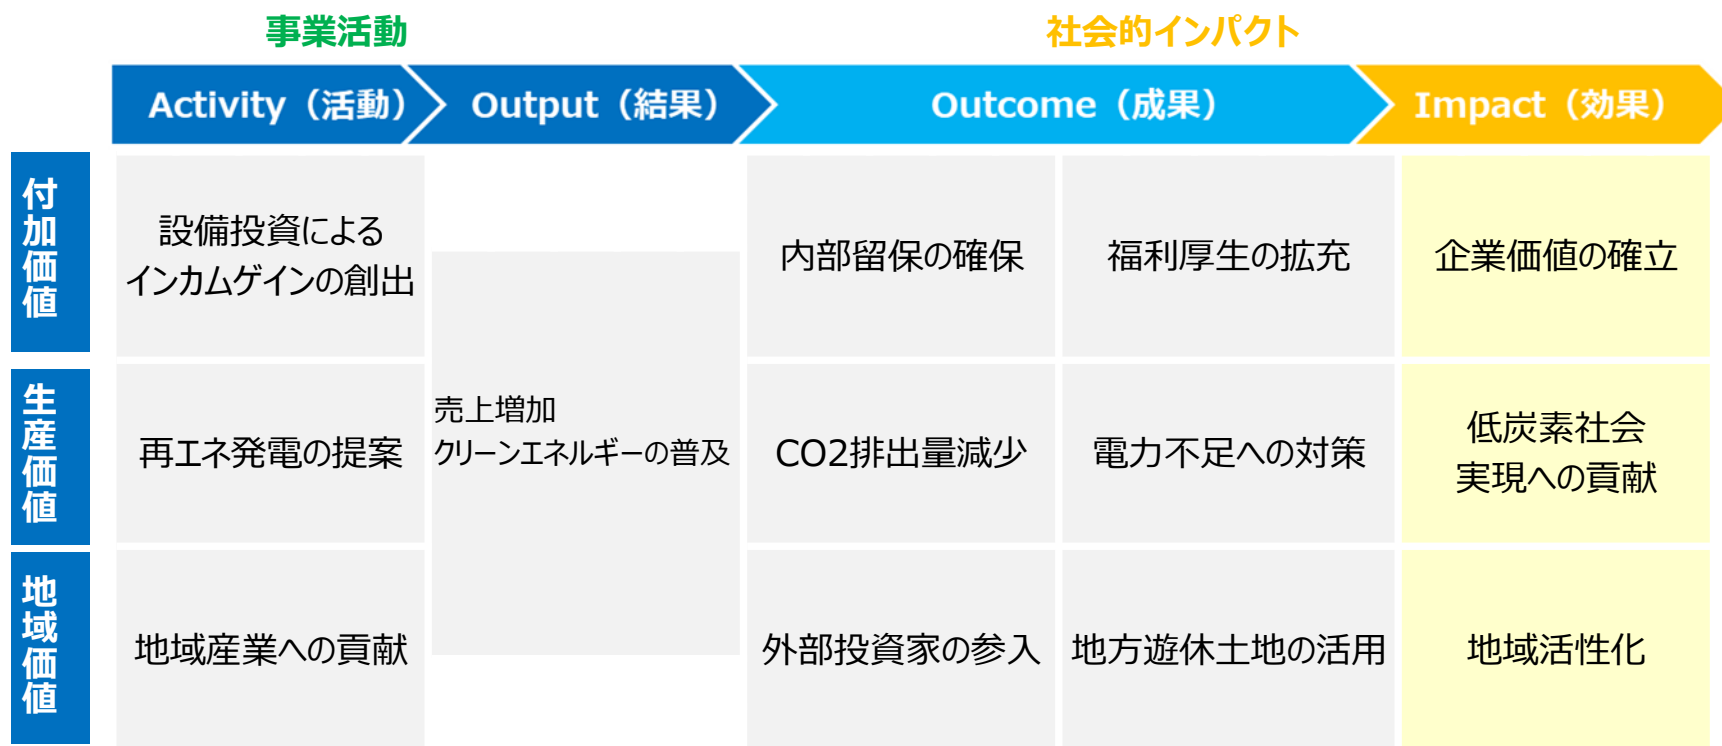 事業活動
社会的インパクト
Activity（活動）
Output（結果）
Outcome（成果）
Impact（効果）
付加価値
設備投資による
インカムゲインの創出
内部留保の確保
福利厚生の拡充
企業価値の確立
生産価値
再エネ発電の提案
売上増加
クリーンエネルギーの普及
CO2排出量減少
電力不足への対策
低炭素社会
実現への貢献
地域価値
地域産業への貢献
外部投資家の参入
地方遊休土地の活用
地域活性化